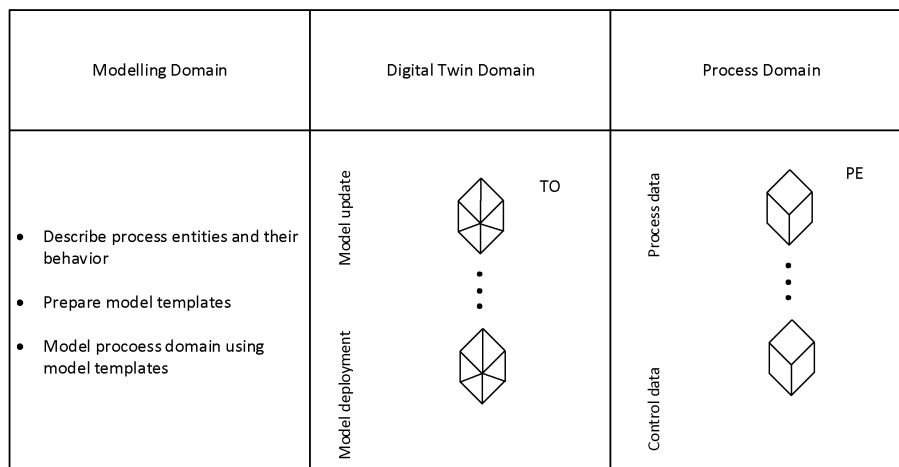 Modelling Domain
Digital Twin Domain
Process Domain
• Describe process entities and their
behavior
• Prepare model templates
• Model procoess domain using
model templates
Model update
TO
Model deployment
Process data
PE
Control data